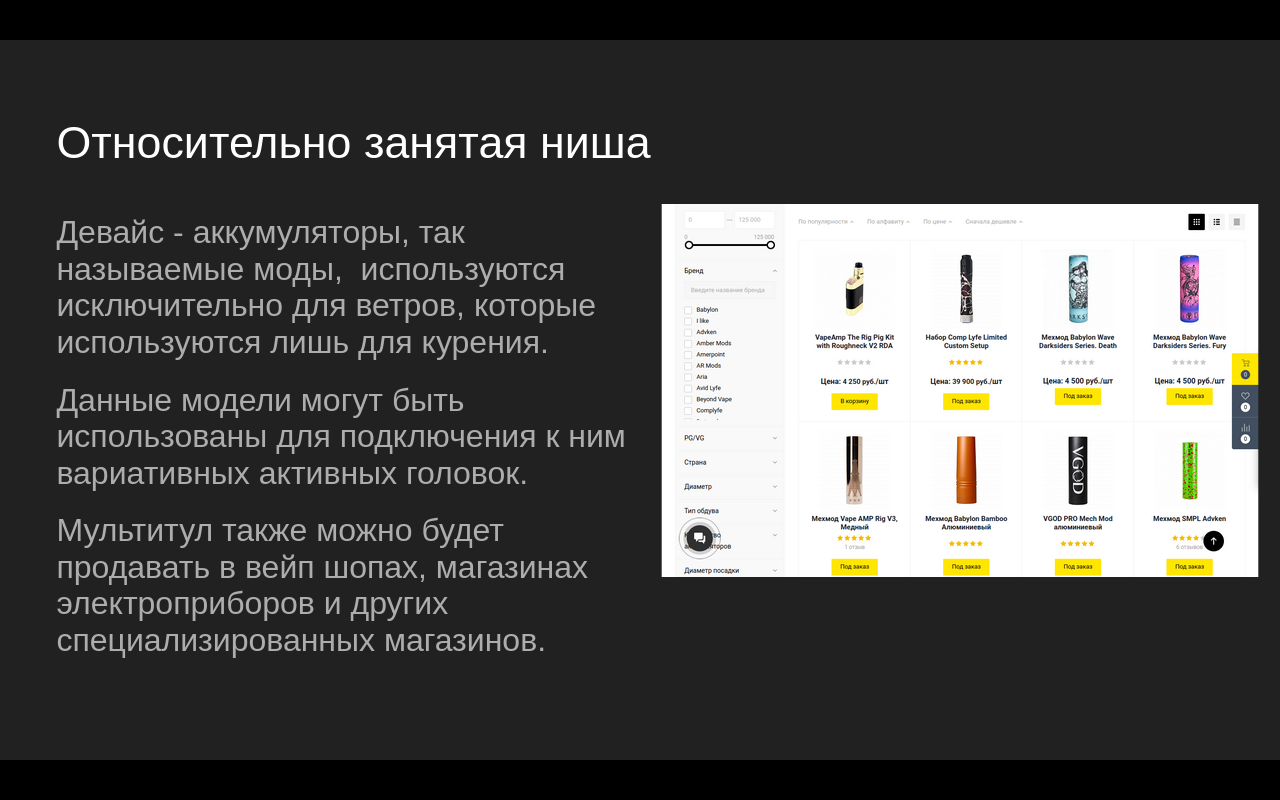 Относительно занятая ниша
Девайс - аккумуляторы, так
называемые моды,  используются
исключительно для ветров, которые
используются лишь для курения.
Данные модели могут быть
использованы для подключения к ним
вариативных активных головок.
Мультитул также можно будет
продавать в вейп шопах, магазинах
электроприборов и других
специализированных магазинов.
0 — 125 000
0 125 000
Бренд
Введите название бренда
Babylon
I like
Advken
Amber Mods
Amerpoint
AR Mods
Aria
Avid Lyfe
Beyond Vape
Complyfe
PG/VG
Страна
Диаметр
Тип обдува
Диаметр посадки
По популярности По алфавиту По цене Сначала дешевле
VapeAmp The Rig Pig Kit
with Roughneck V2 RDA
Цена: 4 250 руб./шт
В корзину
Набор Comp Lyfe Limited
Custom Setup
Цена: 39 900 руб./шт
Под заказ
Мехмод Babylon Wave
Darksiders Series. Death
Цена: 4 500 руб./шт
Под заказ
Мехмод Babylon Wave
Darksiders Series. Fury
Цена: 4 500 руб./шт
Под заказ
0
0
0
Мехмод Vape AMP Rig V3,
Медный
1 отзыв
Под заказ
Мехмод Babylon Bamboo
Алюминиевый
Под заказ
VGOD
VGOD PRO Mech Mod
алюминиевый
Под заказ
Мехмод SMPL Advken
6 отзывов
Под заказ